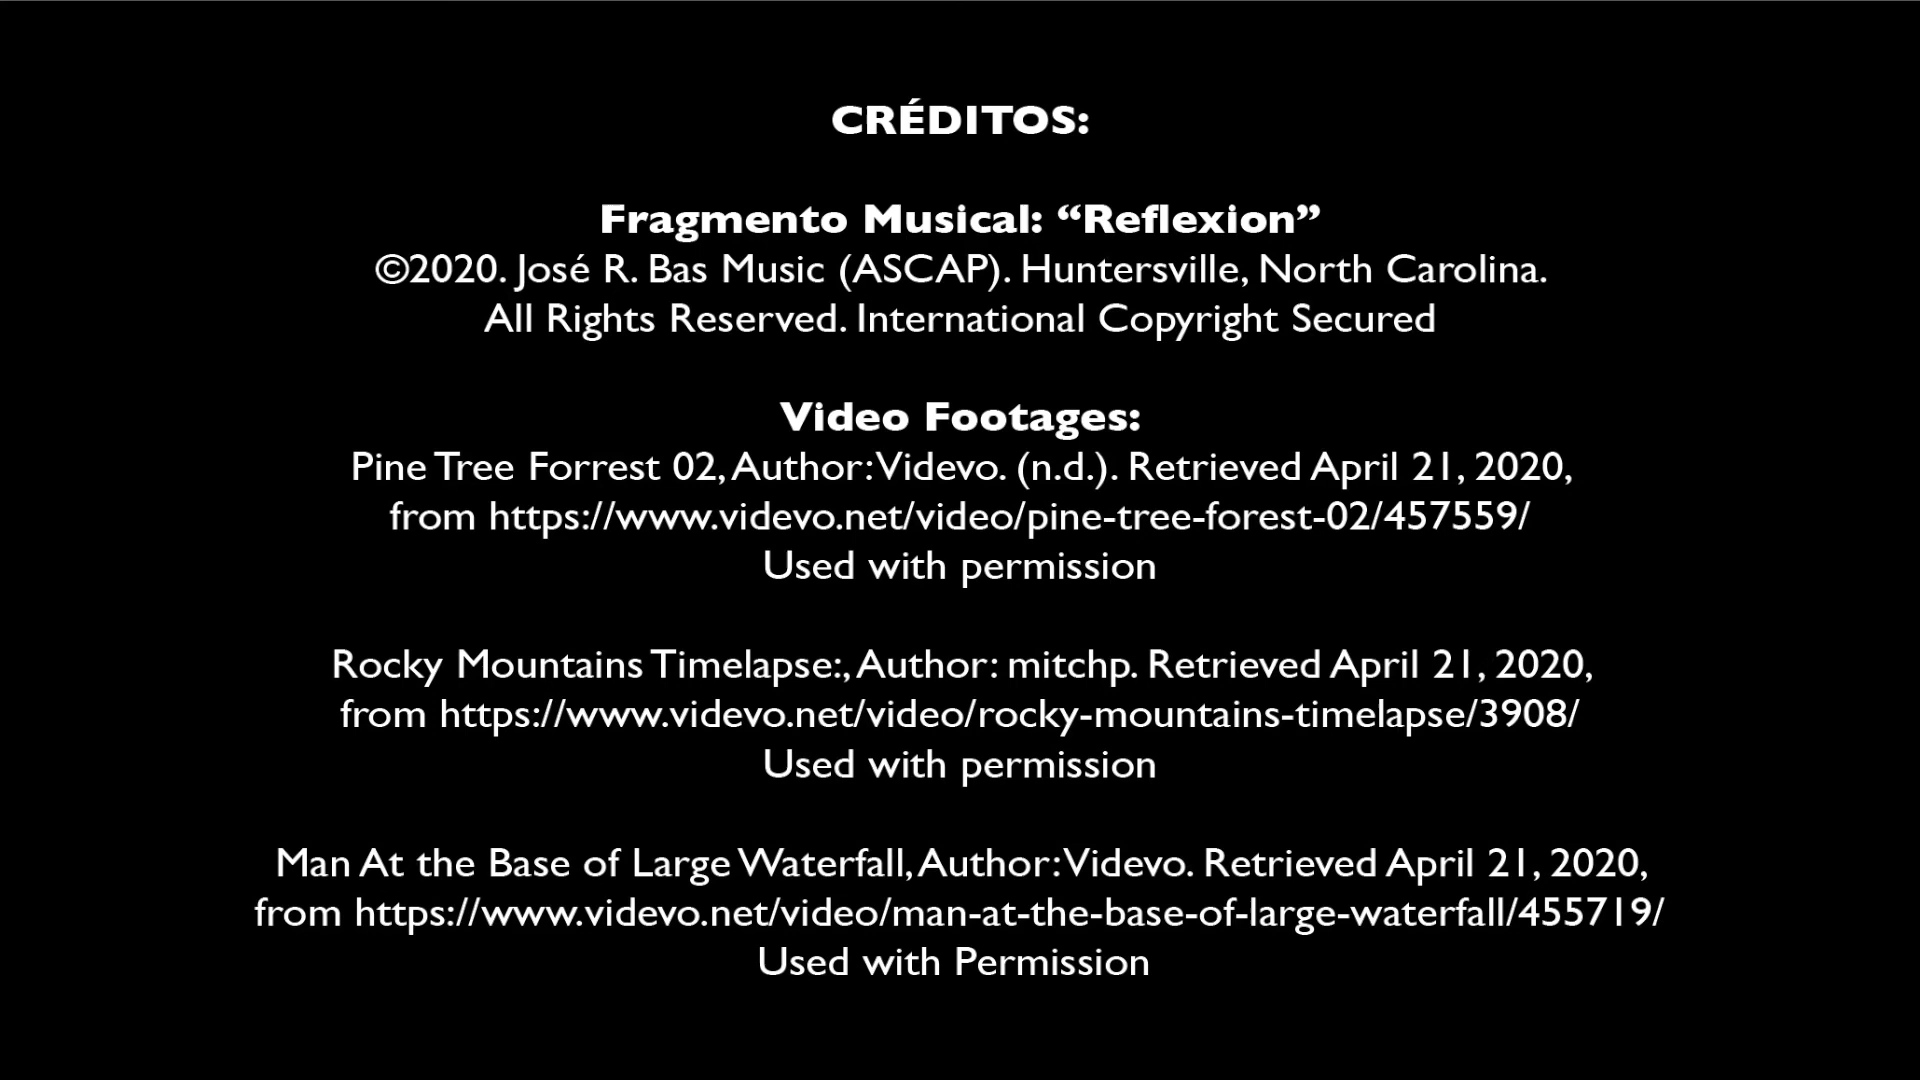 CRÉDITOS:
Fragmento Musical: “Reflexion”
©2020. José R. Bas Music (ASCAP). Huntersville, North Carolina.
All Rights Reserved. International Copyright Secured
Video Footages:
Pine Tree Forrest 02, Author: Videvo. (n.d.). Retrieved April 21, 2020,
from https://www.videvo.net/video/pine-tree-forest-02/457559/
Used with permission
Rocky Mountains Timelapse:, Author: mitchp. Retrieved April 21, 2020,
from https://www.videvo.net/video/rocky-mountains-timelapse/3908/
Used with permission
Man At the Base of Large Waterfall, Author: Videvo. Retrieved April 21, 2020,
from https://www.videvo.net/video/man-at-the-base-of-large-waterfall/455719/
Used with Permission